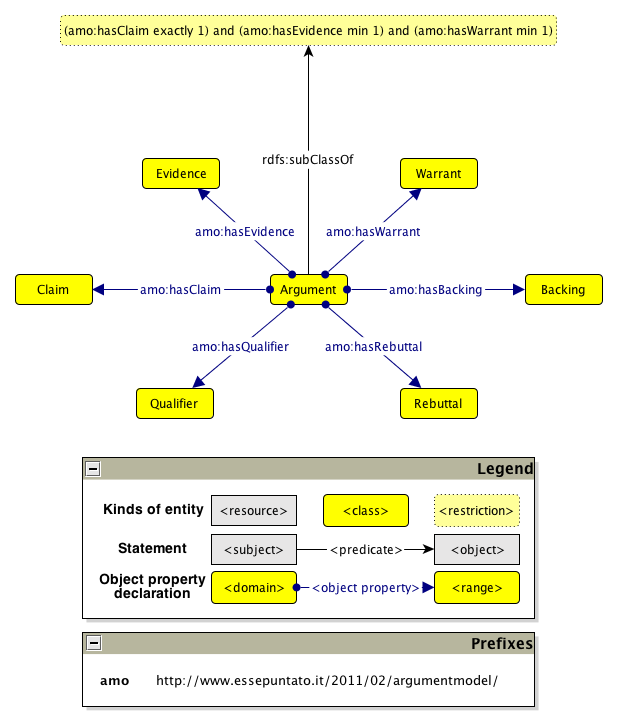 (amo:hasClaim exactly 1) and (amo:hasEvidence min 1) and (amo:hasWarrant min 1)
rdfs:subClassOf
Evidence
Warrant
amo:hasEvidence
amo:hasWarrant
Claim
amo:hasClaim
Argument
amo:hasBacking
Backing
amo:hasQualifier
amo:hasRebuttal
Qualifier
Rebuttal
Legend
Kinds of entity
<resource>
<class>
<restriction>
Statement
<subject>
<predicate>
<object>
Object property
declaration
<domain>
<object property>
<range>
Prefixes
amo
http://www.essepuntato.it/2011/02/argumentmodel/